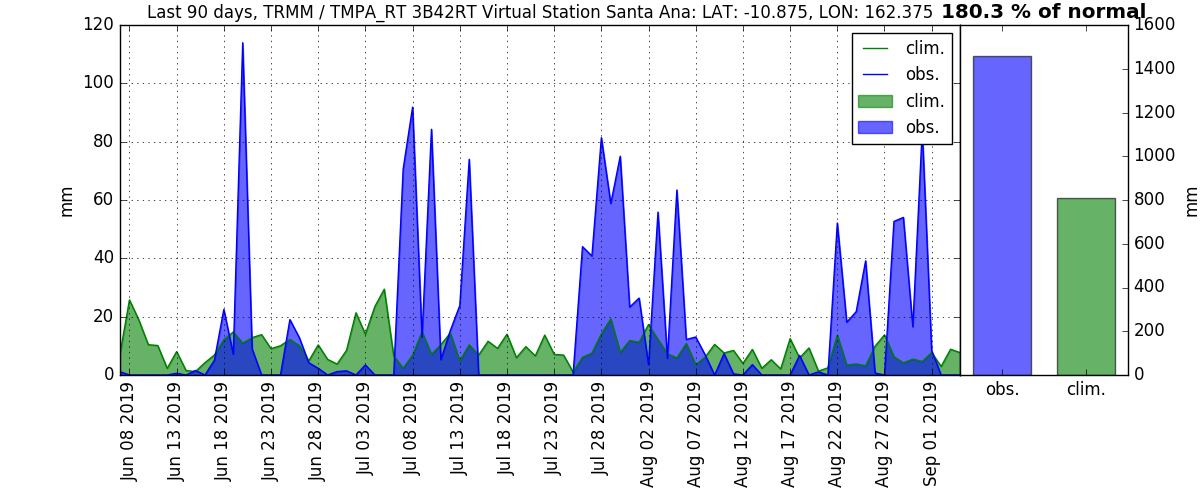 Last 90 days, TRMM / TMPA_RT 3B42RT Virtual Station Santa Ana: LAT: -10.875, LON: 162.375 180.3 % of normal
120
100
80
60
40
20
0
mm
clim.
obs.
clim.
obs.
1600
1400
1200
1000
800
600
400
200
0
mm
Jun 08 2019
Jun 13 2019
Jun 18 2019
Jun 23 2019
Jun 28 2019
Jul 03 2019
Jul 08 2019
Jul 13 2019
Jul 18 2019
Jul 23 2019
Jul 28 2019
Aug 02 2019
Aug 07 2019
Aug 12 2019
Aug 17 2019
Aug 22 2019
Aug 27 2019
Sep 01 2019
obs.
clim.